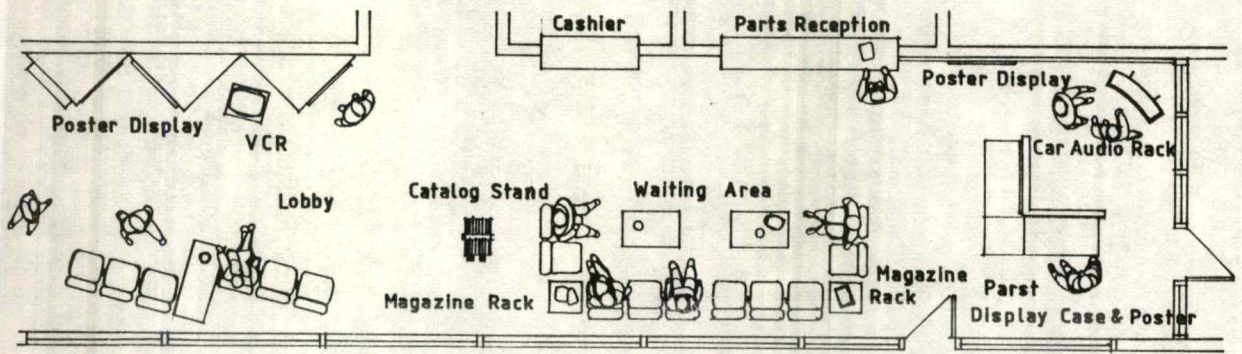 Cashier
Parts Reception
Poster Display
Poster Display
VCR
Car Audio Rack
Lobby
Catalog Stand
Waiting Area
Magazine Rack
Magazine
Rack
Parst
Display Case & Poster